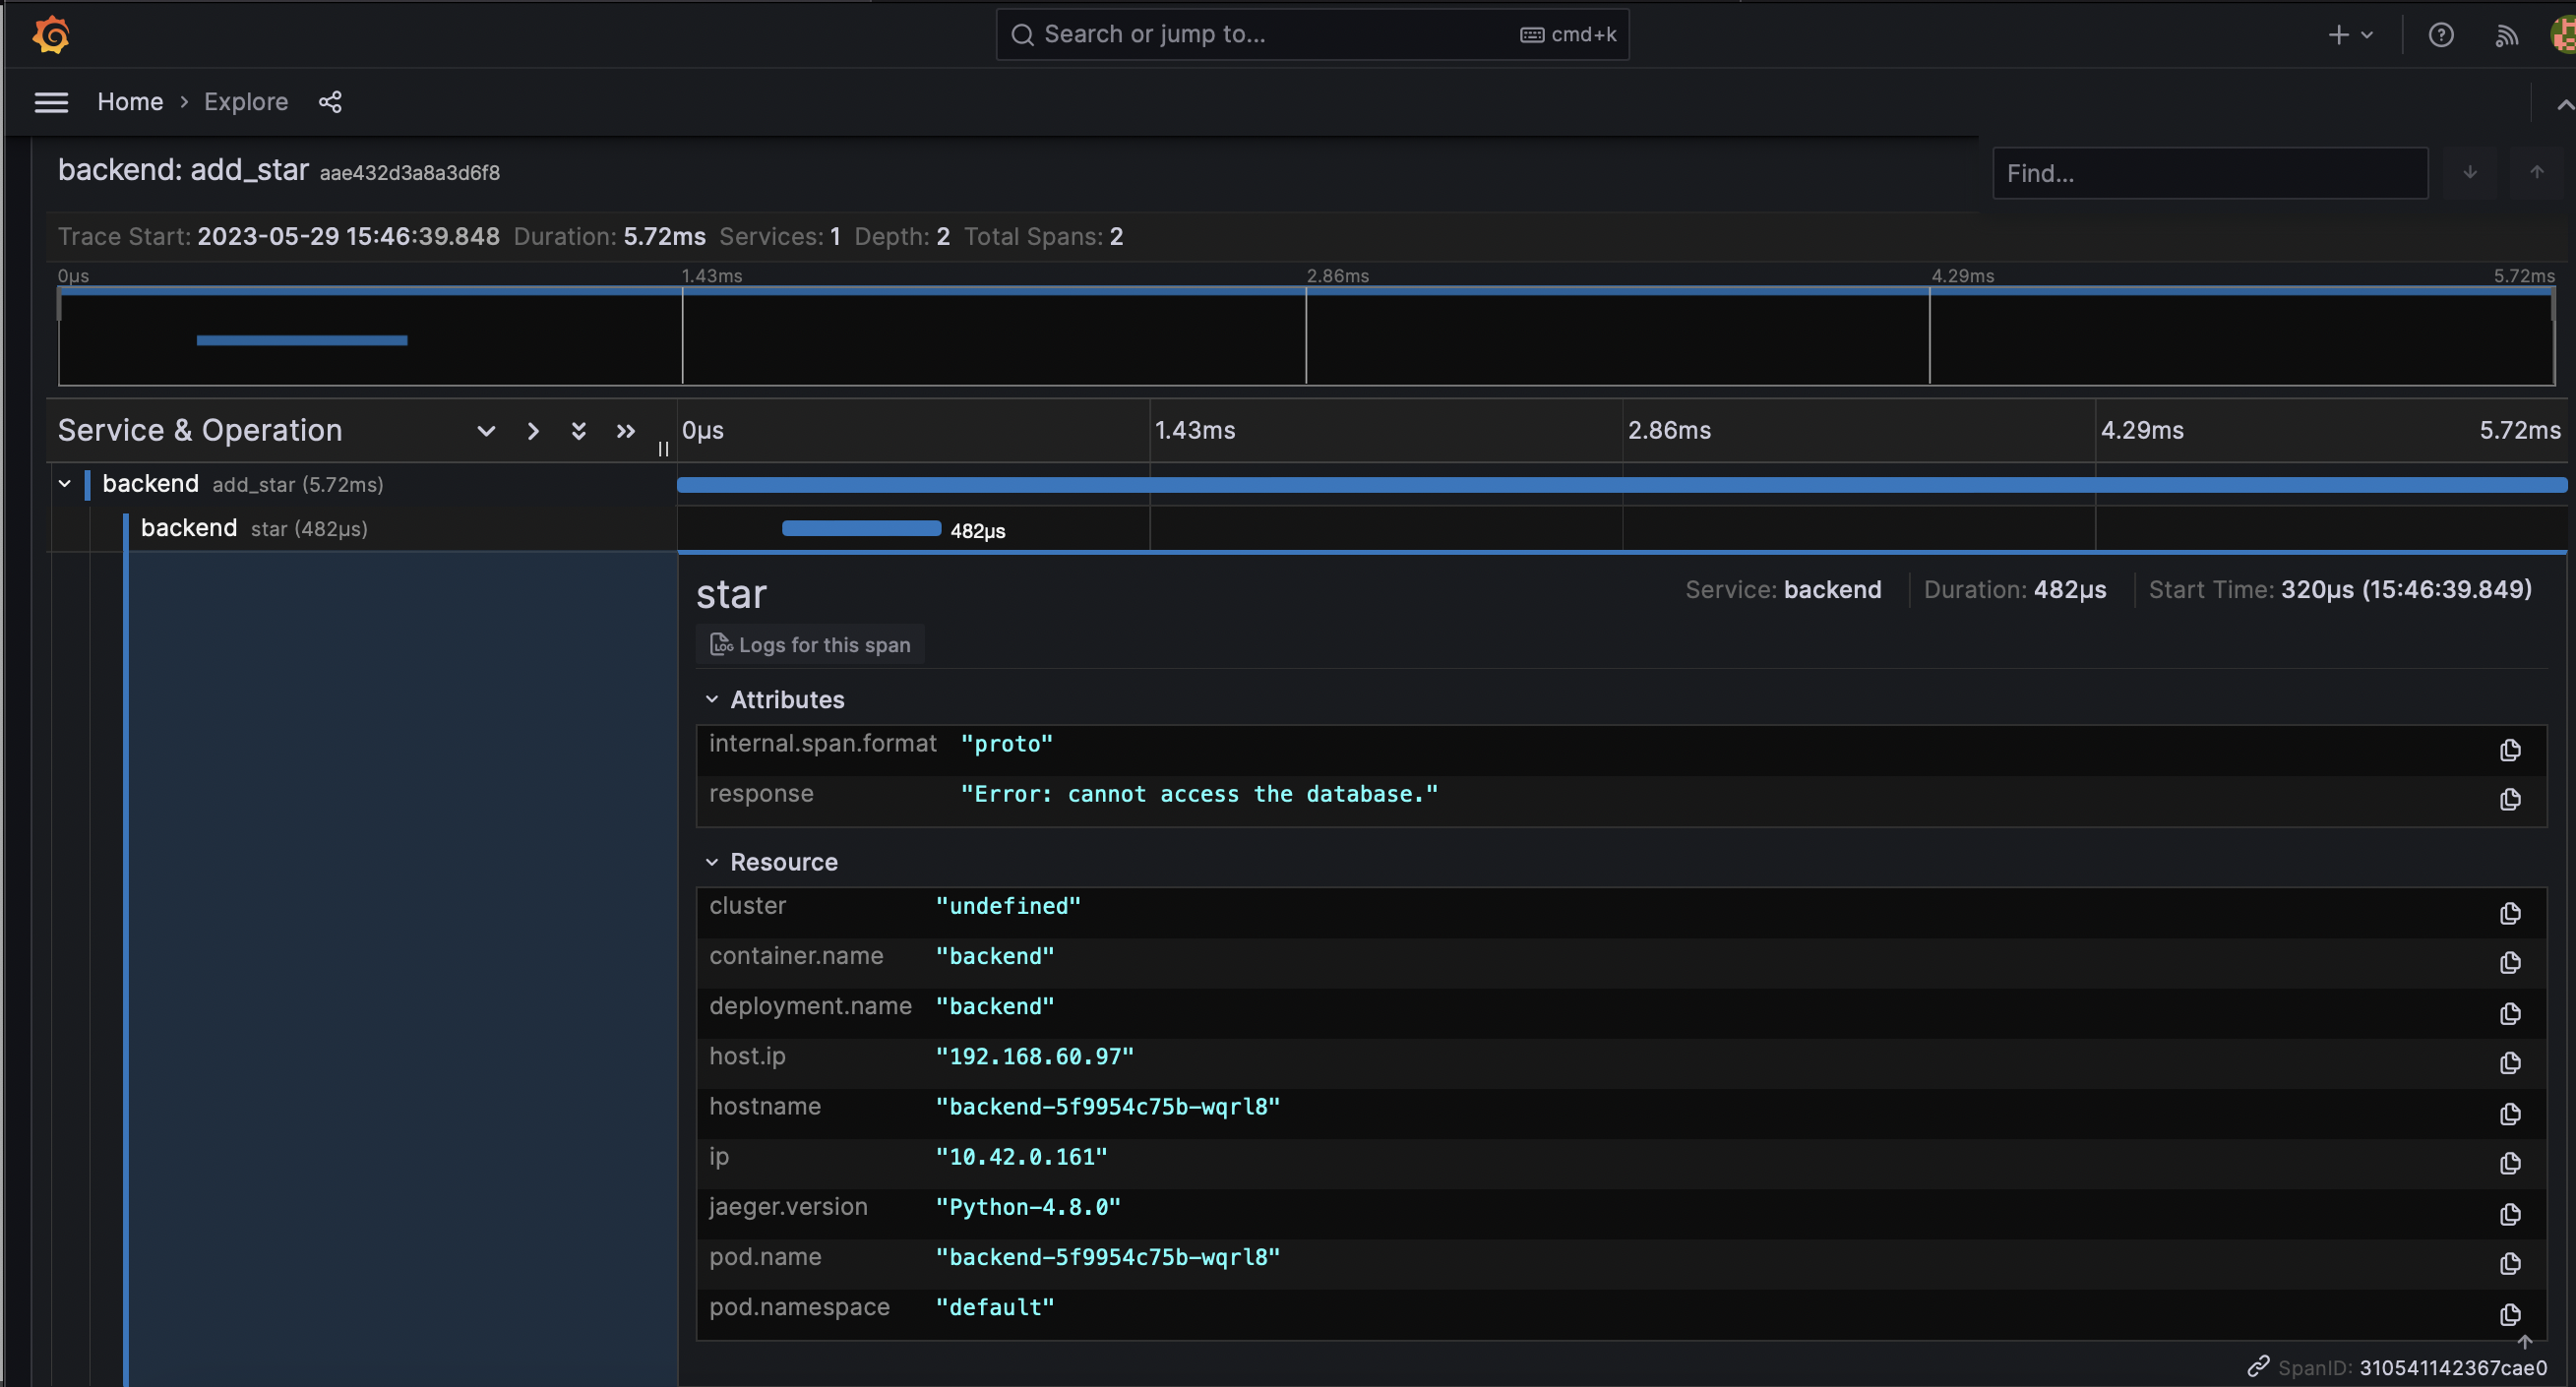 Search or jump to... cmd+k
Home Explore
backend: add_star aae432d3a8a3d6f8
Find...
Trace Start: 2023-05-29 15:46:39.848 Duration: 5.72ms Services: 1 Depth: 2 Total Spans: 2
0μs 1.43ms 2.86ms 4.29ms 5.72ms
Service & Operation 0μs 1.43ms 2.86ms 4.29ms 5.72ms
backend add_star (5.72ms)
backend star (482μs) 482μs
star Service: backend Duration: 482μs Start Time: 320μs (15:46:39.849)
LOG Logs for this span
Attributes
internal.span.format "proto"
response "Error: cannot access the database."
Resource
cluster "undefined"
container.name "backend"
deployment.name "backend"
host.ip "192.168.60.97"
hostname "backend-5f9954c75b-wqrl8"
ip "10.42.0.161"
jaeger.version "Python-4.8.0"
pod.name "backend-5f9954c75b-wqrl8"
pod.namespace "default"
SpanID: 310541142367cae0